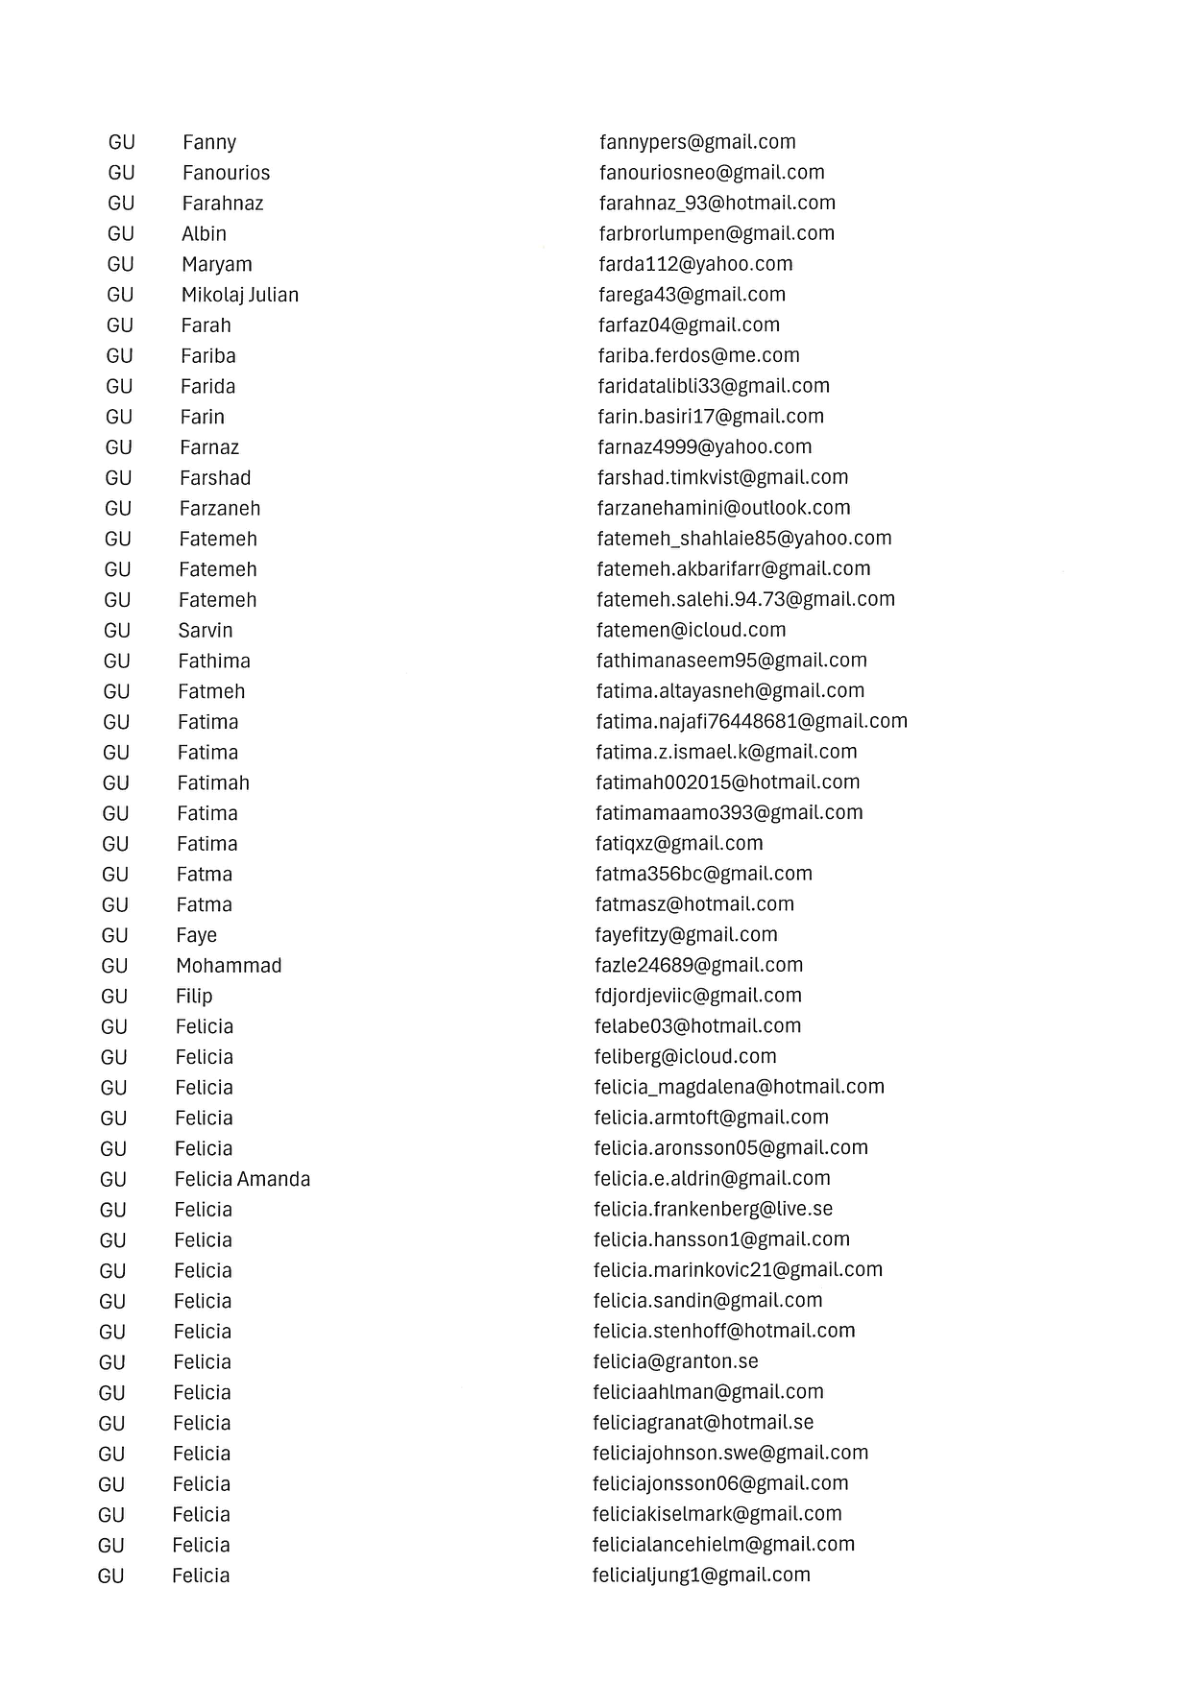 GU Fanny fannypers@gmail.com
GU Fanourios fanouriosneo@gmail.com
GU Farahnaz farahnaz_93@hotmail.com
GU Albin farbrorlumpen@gmail.com
GU Maryam farda112@yahoo.com
GU Mikolaj Julian farega43@gmail.com
GU Farah farfaz04@gmail.com
GU Fariba fariba.ferdos@me.com
GU Farida faridatalibli33@gmail.com
GU Farin farin.basiri17@gmail.com
GU Farnaz farnaz4999@yahoo.com
GU Farshad farshad.timkvist@gmail.com
GU Farzaneh farzanehamini@outlook.com
GU Fatemeh fatemeh_shahlaie85@yahoo.com
GU Fatemeh fatemeh.akbarifarr@gmail.com
GU Fatemeh fatemeh.salehi.94.73@gmail.com
GU Sarvin fatemen@icloud.com
GU Fathima fathimanaseem95@gmail.com
GU Fatmeh fatima.altayasneh@gmail.com
GU Fatima fatima.najafi76448681@gmail.com
GU Fatima fatima.z.ismael.k@gmail.com
GU Fatimah fatimah002015@hotmail.com
GU Fatima fatimamaamo393@gmail.com
GU Fatima fatiqxz@gmail.com
GU Fatma fatma356bc@gmail.com
GU Fatma fatmasz@hotmail.com
GU Faye fayefitzy@gmail.com
GU Mohammad fazle24689@gmail.com
GU Filip fdjordjeviic@gmail.com
GU Felicia felabe03@hotmail.com
GU Felicia feliberg@icloud.com
GU Felicia felicia_magdalena@hotmail.com
GU Felicia felicia.armtoft@gmail.com
GU Felicia felicia.aronsson05@gmail.com
GU Felicia Amanda felicia.e.aldrin@gmail.com
GU Felicia felicia.frankenberg@live.se
GU Felicia felicia.hansson1@gmail.com
GU Felicia felicia.marinkovic21@gmail.com
GU Felicia felicia.sandin@gmail.com
GU Felicia felicia.stenhoff@hotmail.com
GU Felicia felicia@granton.se
GU Felicia feliciaahlman@gmail.com
GU Felicia feliciagranat@hotmail.se
GU Felicia feliciajohnson.swe@gmail.com
GU Felicia feliciajonsson06@gmail.com
GU Felicia feliciakiselmark@gmail.com
GU Felicia felicialancehielm@gmail.com
GU Felicia felicialjung1@gmail.com